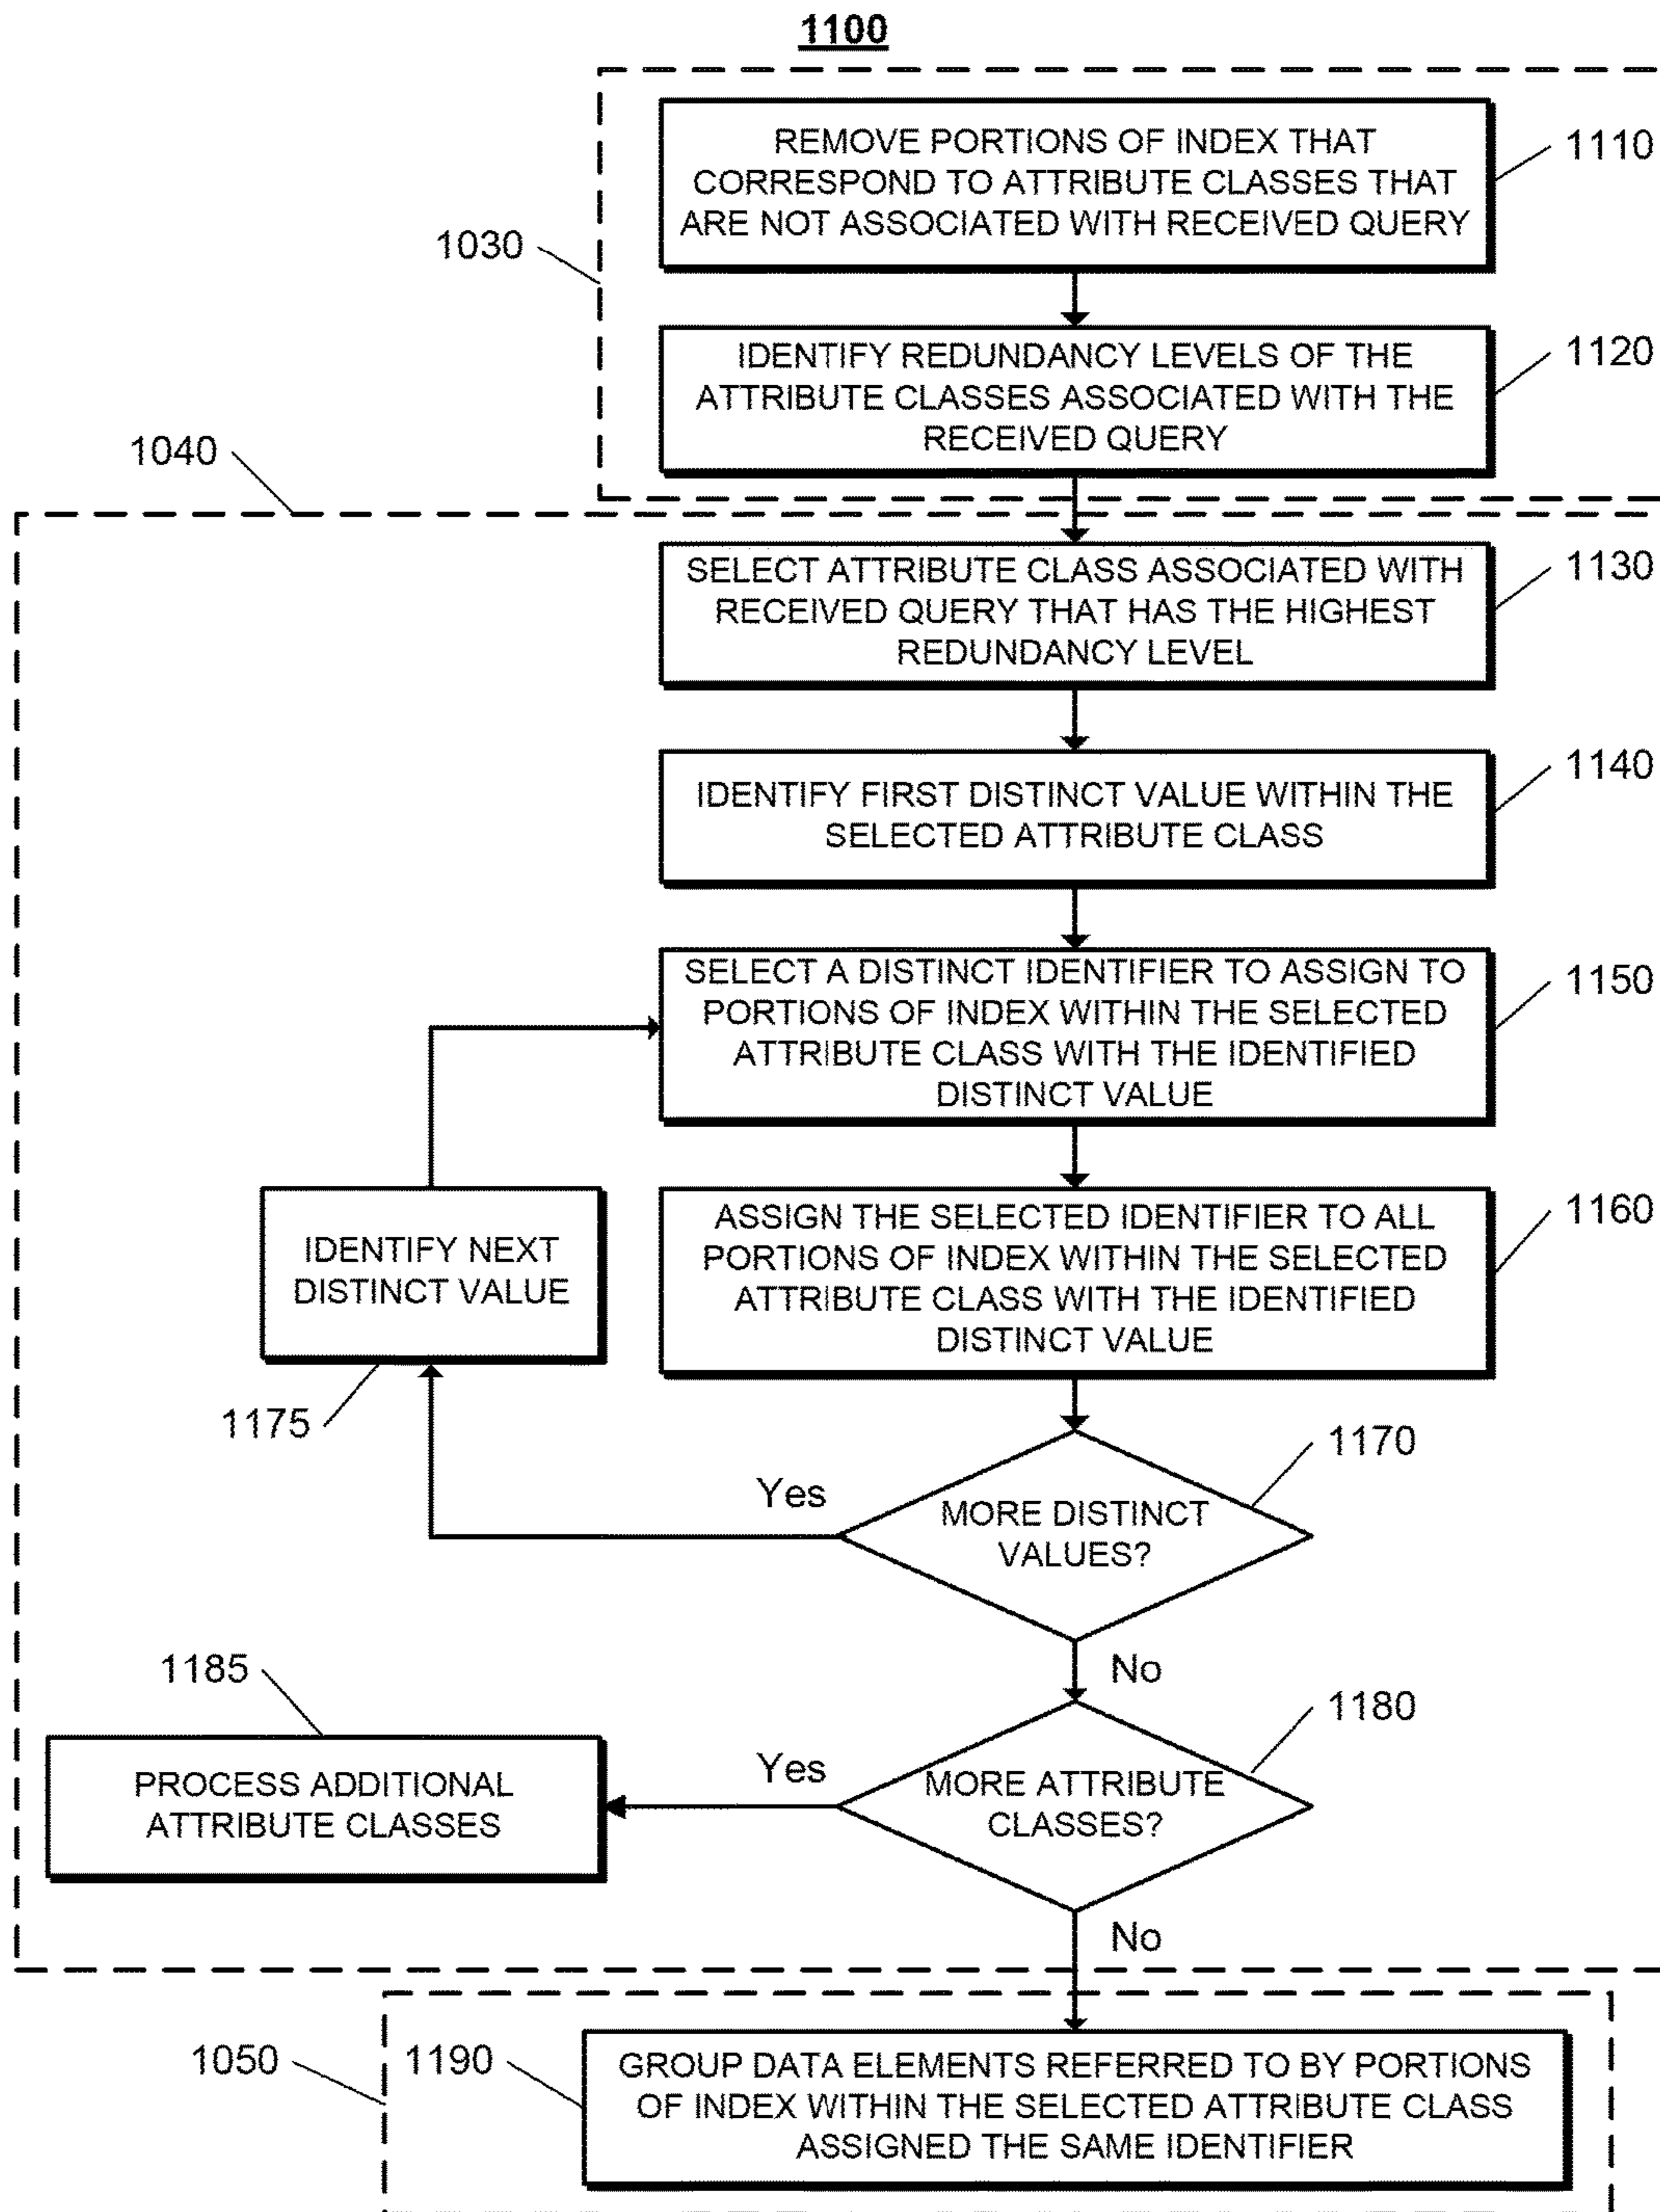 1100
REMOVE PORTIONS OF INDEX THAT
CORRESPOND TO ATTRIBUTE CLASSES THAT
ARE NOT ASSOCIATED WITH RECEIVED QUERY
1110
1030
IDENTIFY REDUNDANCY LEVELS OF THE
ATTRIBUTE CLASSES ASSOCIATED WITH THE
RECEIVED QUERY
1120
1040
SELECT ATTRIBUTE CLASS ASSOCIATED WITH
RECEIVED QUERY THAT HAS THE HIGHEST
REDUNDANCY LEVEL
1130
IDENTIFY FIRST DISTINCT VALUE WITHIN THE
SELECTED ATTRIBUTE CLASS
1140
SELECT A DISTINCT IDENTIFIER TO ASSIGN TO
PORTIONS OF INDEX WITHIN THE SELECTED
ATTRIBUTE CLASS WITH THE IDENTIFIED
DISTINCT VALUE
1150
ASSIGN THE SELECTED IDENTIFIER TO ALL
PORTIONS OF INDEX WITHIN THE SELECTED
ATTRIBUTE CLASS WITH THE IDENTIFIED
DISTINCT VALUE
1160
IDENTIFY NEXT
DISTINCT VALUE
1175
MORE DISTINCT
VALUES?
1170
Yes
No
1185
MORE ATTRIBUTE
CLASSES?
1180
Yes
PROCESS ADDITIONAL
ATTRIBUTE CLASSES
No
1050
1190
GROUP DATA ELEMENTS REFERRED TO BY PORTIONS
OF INDEX WITHIN THE SELECTED ATTRIBUTE CLASS
ASSIGNED THE SAME IDENTIFIER